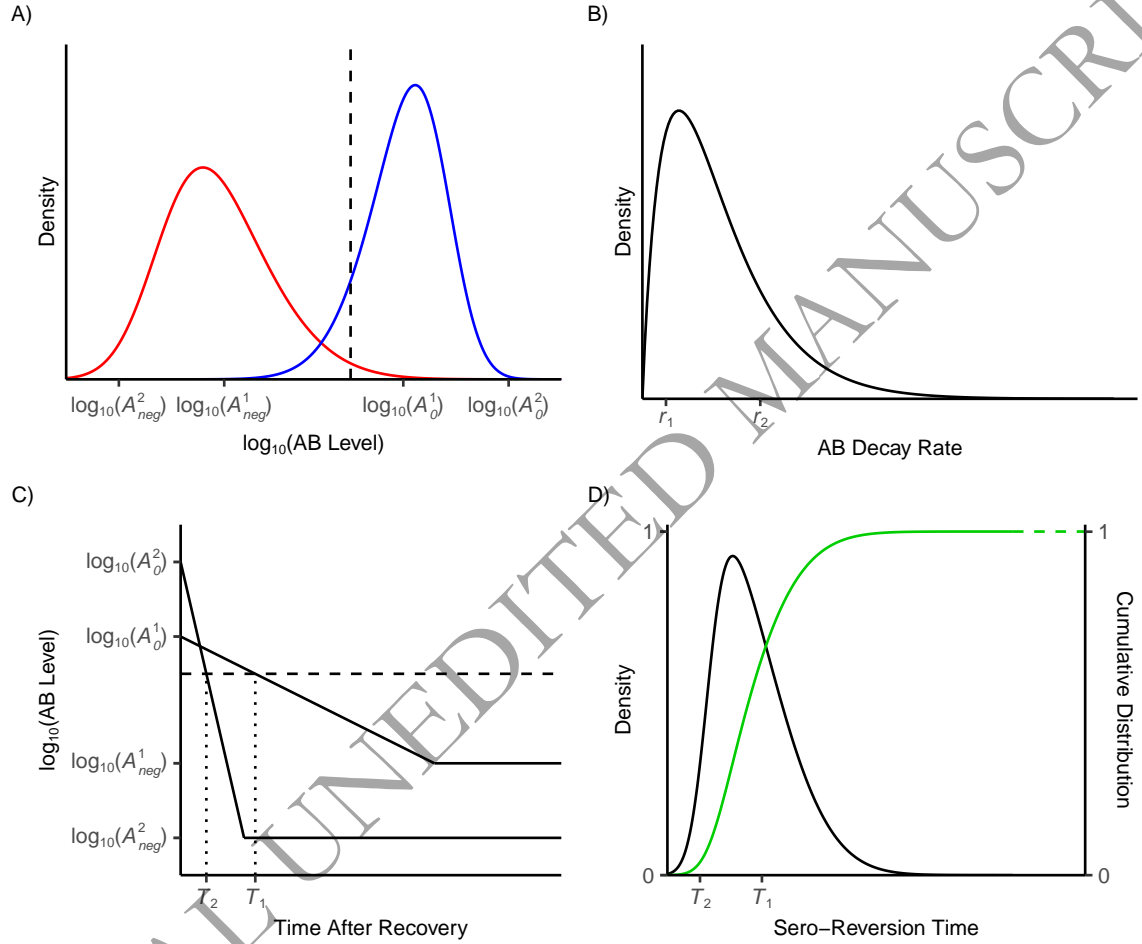 A)
Density
log₁₀(A²neg) log₁₀(A¹neg) log₁₀(A¹₀) log₁₀(A²₀)
log₁₀(AB Level)
B)
Density
r₁ r₂
AB Decay Rate
C)
log₁₀(AB Level)
log₁₀(A²₀)
log₁₀(A¹₀)
log₁₀(A¹neg)
log₁₀(A²neg)
T₂ T₁
Time After Recovery
D)
1 1
Density
Cumulative Distribution
0 0
T₂ T₁
Sero−Reversion Time
UNEDITED MANUSCRI